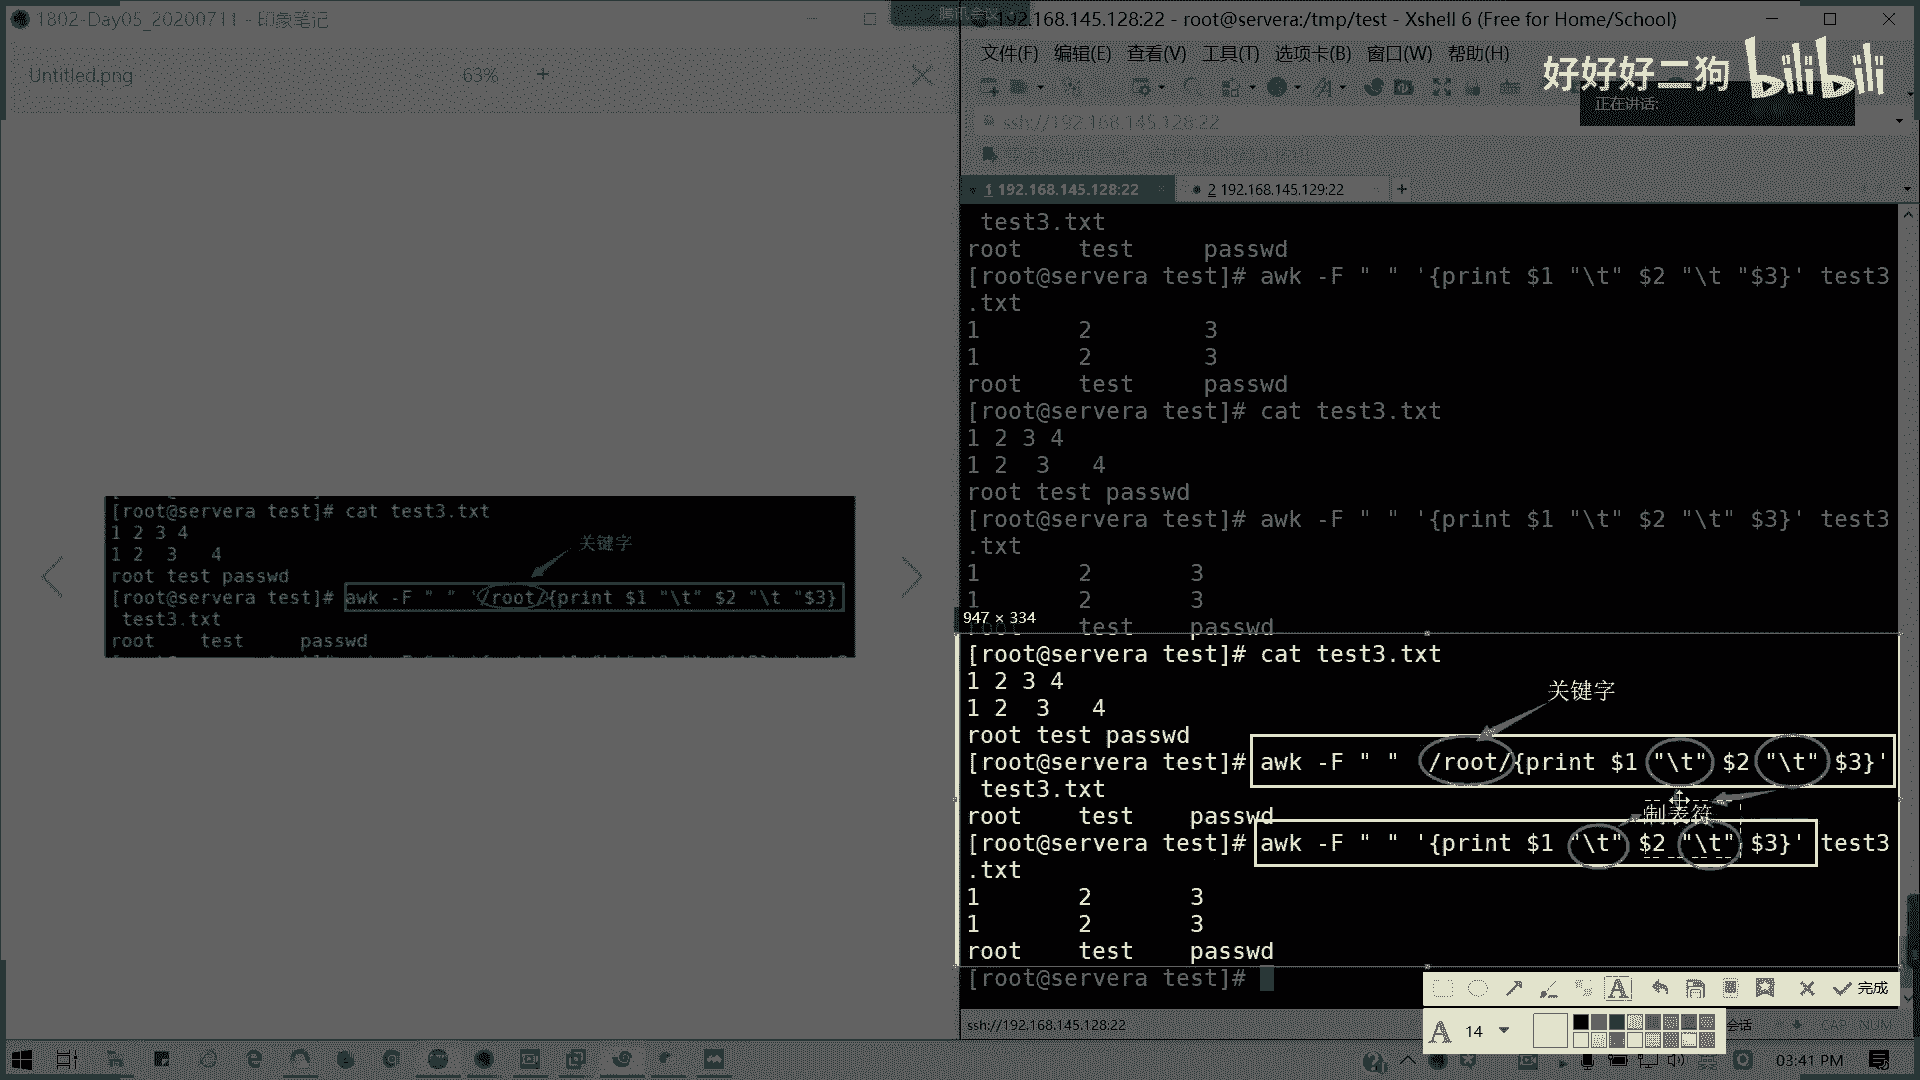 1802-Day05_20200711 - 印象笔记
Untitled.png
63%
[root@servera test]# cat test3.txt
1 2 3 4
1 2  3   4
关键字
root test passwd
[root@servera test]# awk -F " " '/root/{print $1 "\t" $2 "\t "$3}'
test3.txt
root test passwd
192.168.145.128:22 - root@servera:/tmp/test - Xshell 6 (Free for Home/School)
文件(F) 编辑(E) 查看(V) 工具(T) 选项卡(B) 窗口(W) 帮助(H)
好好好二狗 bilibili
正在讲话:
ssh://192.168.145.128:22
1 192.168.145.128:22
2 192.168.145.129:22
test3.txt
root test passwd
[root@servera test]# awk -F " " '{print $1 "\t" $2 "\t "$3}' test3
.txt
1 2 3
1 2 3
root test passwd
[root@servera test]# cat test3.txt
1 2 3 4
1 2  3   4
root test passwd
[root@servera test]# awk -F " " '{print $1 "\t" $2 "\t" $3}' test3
.txt
1 2 3
1 2 3
root test passwd
947 × 334
[root@servera test]# cat test3.txt
1 2 3 4
关键字
1 2  3   4
root test passwd
[root@servera test]# awk -F " " /root/{print $1 "\t" $2 "\t" $3}'
test3.txt
root test passwd
制表符
[root@servera test]# awk -F " " '{print $1 "\t" $2 "\t" $3}' test3
.txt
1 2 3
1 2 3
root test passwd
[root@servera test]#
完成
ssh://192.168.145.128:22
A 14
会话
CAP NUM
英
03:41 PM